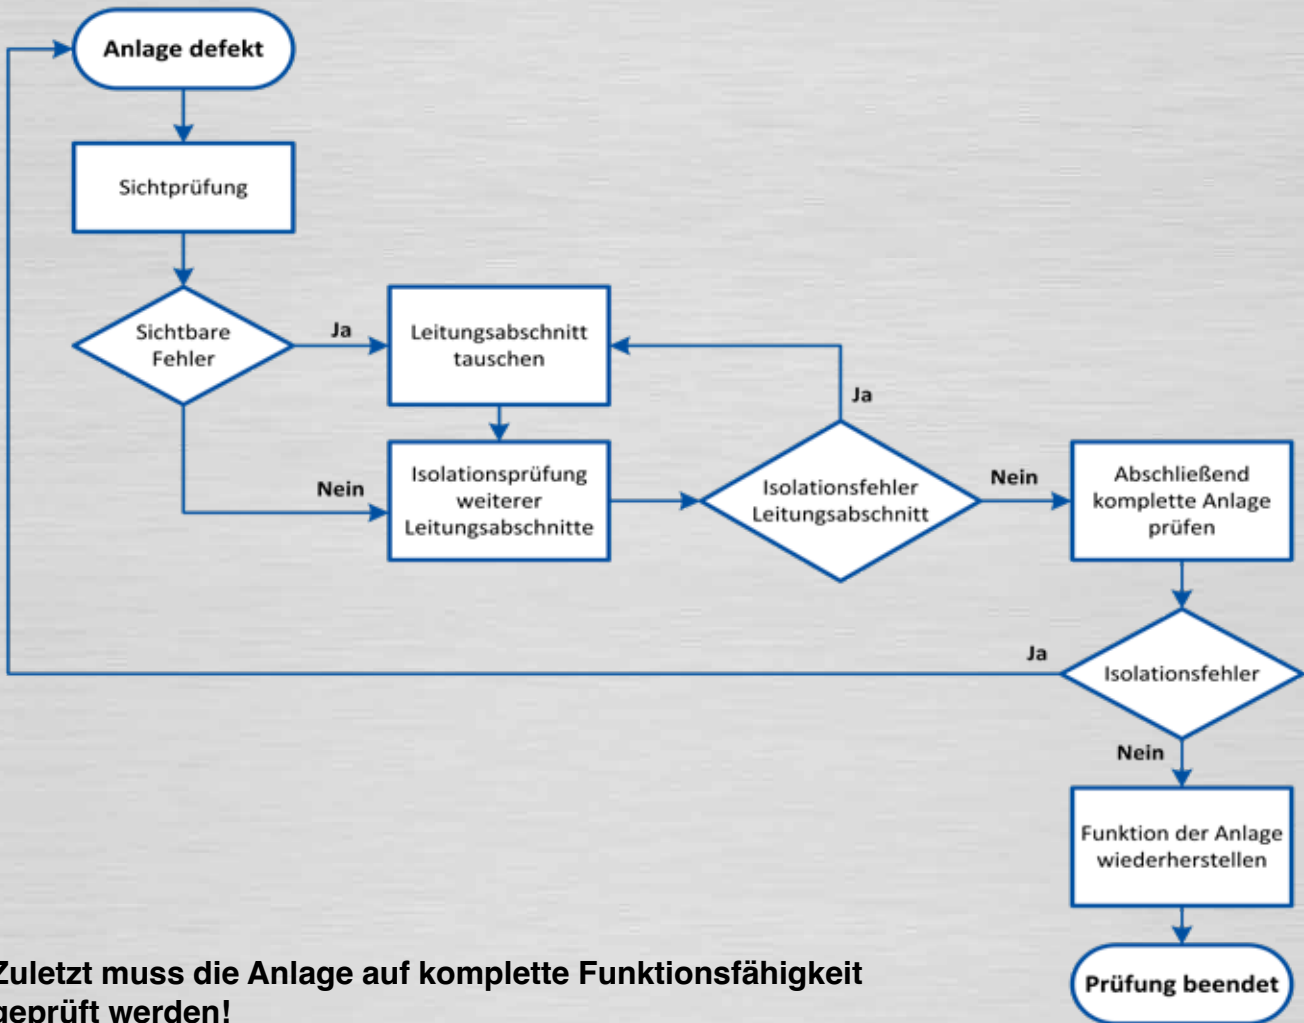 Anlage defekt
Sichtprüfung
Sichtbare
Fehler
Ja
Leitungsabschnitt
tauschen
Nein
Isolationsprüfung
weiterer
Leitungsabschnitte
Ja
Isolationsfehler
Leitungsabschnitt
Nein
Abschließend
komplette Anlage
prüfen
Ja
Isolationsfehler
Nein
Funktion der Anlage
wiederherstellen
Prüfung beendet
Zuletzt muss die Anlage auf komplette Funktionsfähigkeit
geprüft werden!